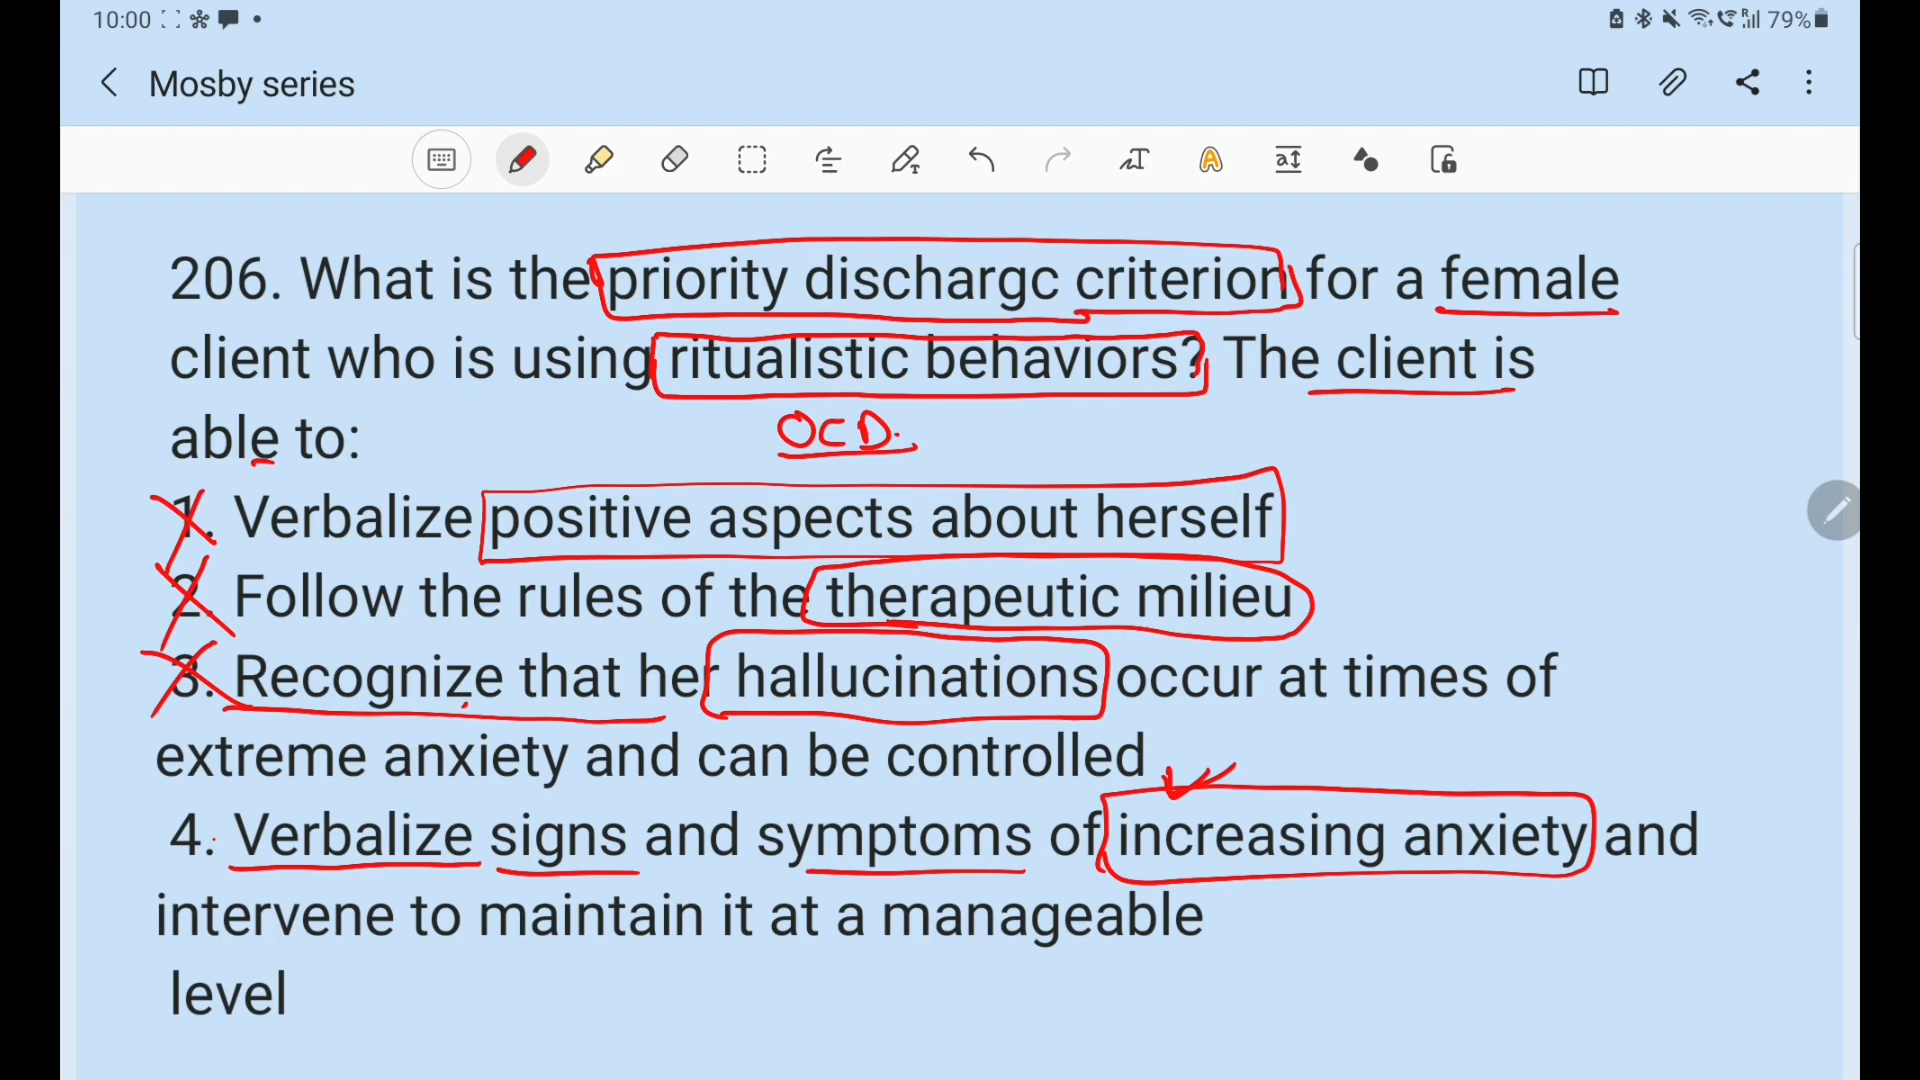 10:00
79%
Mosby series
206. What is the priority dischargc criterion for a female
client who is using ritualistic behaviors? The client is
able to:
OCD.
1. Verbalize positive aspects about herself
2. Follow the rules of the therapeutic milieu
3. Recognize that her hallucinations occur at times of
extreme anxiety and can be controlled
4. Verbalize signs and symptoms of increasing anxiety and
intervene to maintain it at a manageable
level